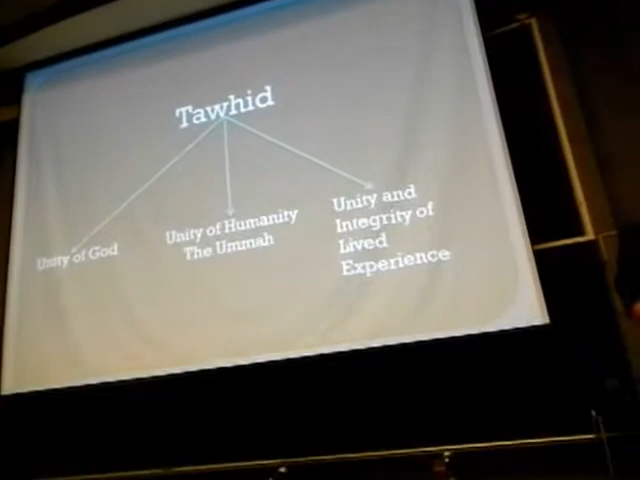 Tawhid
Unity of God
Unity of Humanity
The Ummah
Unity and
Integrity of
Lived
Experience